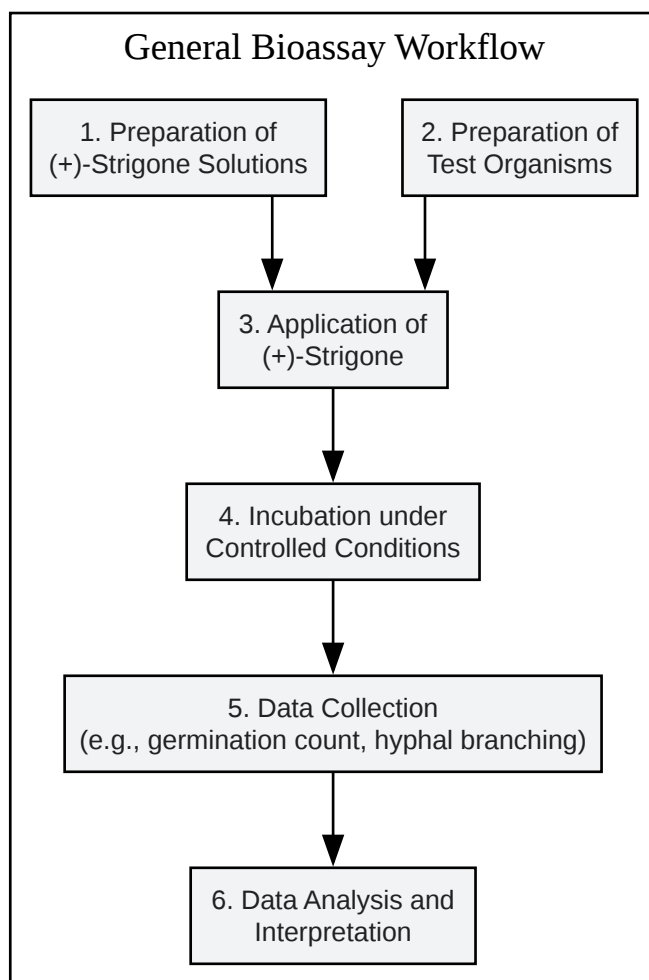 General Bioassay Workflow
1. Preparation of
(+)-Strigone Solutions
2. Preparation of
Test Organisms
3. Application of
(+)-Strigone
4. Incubation under
Controlled Conditions
5. Data Collection
(e.g., germination count, hyphal branching)
6. Data Analysis and
Interpretation